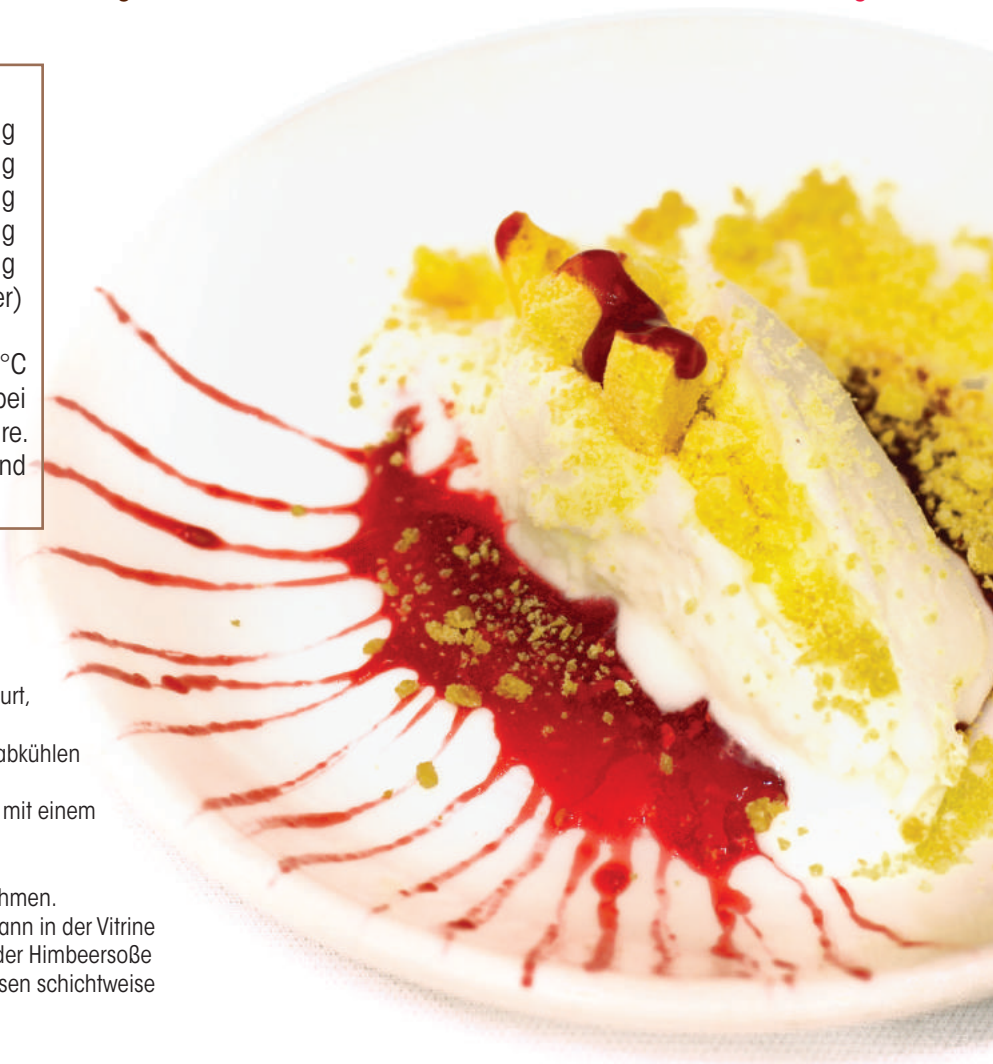 g
g
g
g
g
er)
°C
bei
re.
nd
urt,
abkühlen
mit einem
hmen.
ann in der Vitrine
der Himbeersoße
sen schichtweise